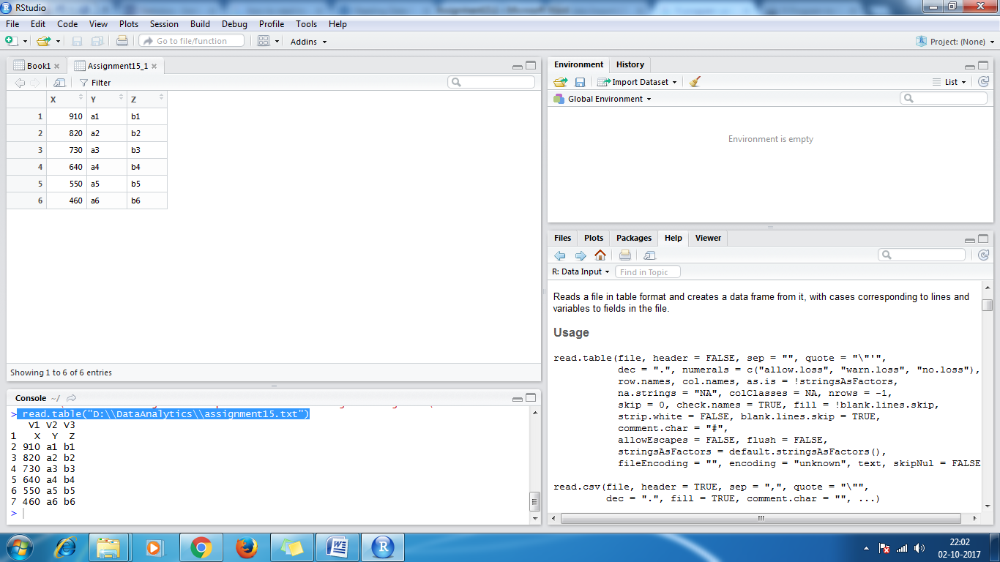 RStudio
File Edit Code View Plots Session Build Debug Profile Tools Help
Go to file/function Addins Project: (None)
Book1 Assignment15_1
Filter
X Y Z
1 910 a1 b1
2 820 a2 b2
3 730 a3 b3
4 640 a4 b4
5 550 a5 b5
6 460 a6 b6
Showing 1 to 6 of 6 entries
Console ~/
> read.table("D:\\DataAnalytics\\assignment15.txt")
V1 V2 V3
1 X Y Z
2 910 a1 b1
3 820 a2 b2
4 730 a3 b3
5 640 a4 b4
6 550 a5 b5
7 460 a6 b6
>
Environment History
Import Dataset List
Global Environment
Environment is empty
Files Plots Packages Help Viewer
R: Data Input Find in Topic
Reads a file in table format and creates a data frame from it, with cases corresponding to lines and
variables to fields in the file.
Usage
read.table(file, header = FALSE, sep = "", quote = "\"'",
dec = ".", numerals = c("allow.loss", "warn.loss", "no.loss"),
row.names, col.names, as.is = !stringsAsFactors,
na.strings = "NA", colClasses = NA, nrows = -1,
skip = 0, check.names = TRUE, fill = !blank.lines.skip,
strip.white = FALSE, blank.lines.skip = TRUE,
comment.char = "#",
allowEscapes = FALSE, flush = FALSE,
stringsAsFactors = default.stringsAsFactors(),
fileEncoding = "", encoding = "unknown", text, skipNul = FALSE
read.csv(file, header = TRUE, sep = ",", quote = "\"",
dec = ".", fill = TRUE, comment.char = "", ...)
22:02
02-10-2017